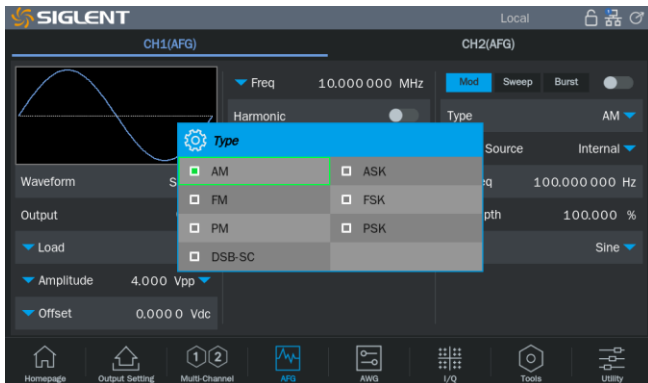 SIGLENT
Local
CH1(AFG)
CH2(AFG)
Freq 10.000 000 MHz
Mod Sweep Burst
Harmonic
Type AM
Type
Source Internal
AM ASK
Waveform
100.000 000 Hz
FM FSK
Output
100.000 %
PM PSK
Load
Sine
DSB-SC
Amplitude 4.000 Vpp
Offset 0.000 0 Vdc
1 2
Homepage Output Setting Multi-Channel AFG AWG I/Q Tools Utility